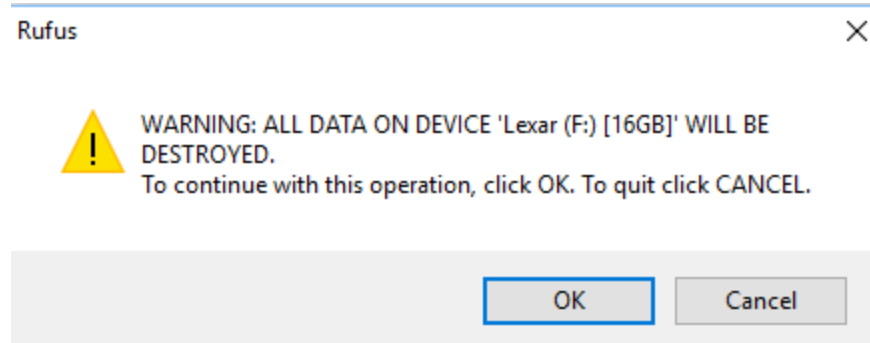 Rufus
WARNING: ALL DATA ON DEVICE 'Lexar (F:) [16GB]' WILL BE
DESTROYED.
To continue with this operation, click OK. To quit click CANCEL.
OK
Cancel